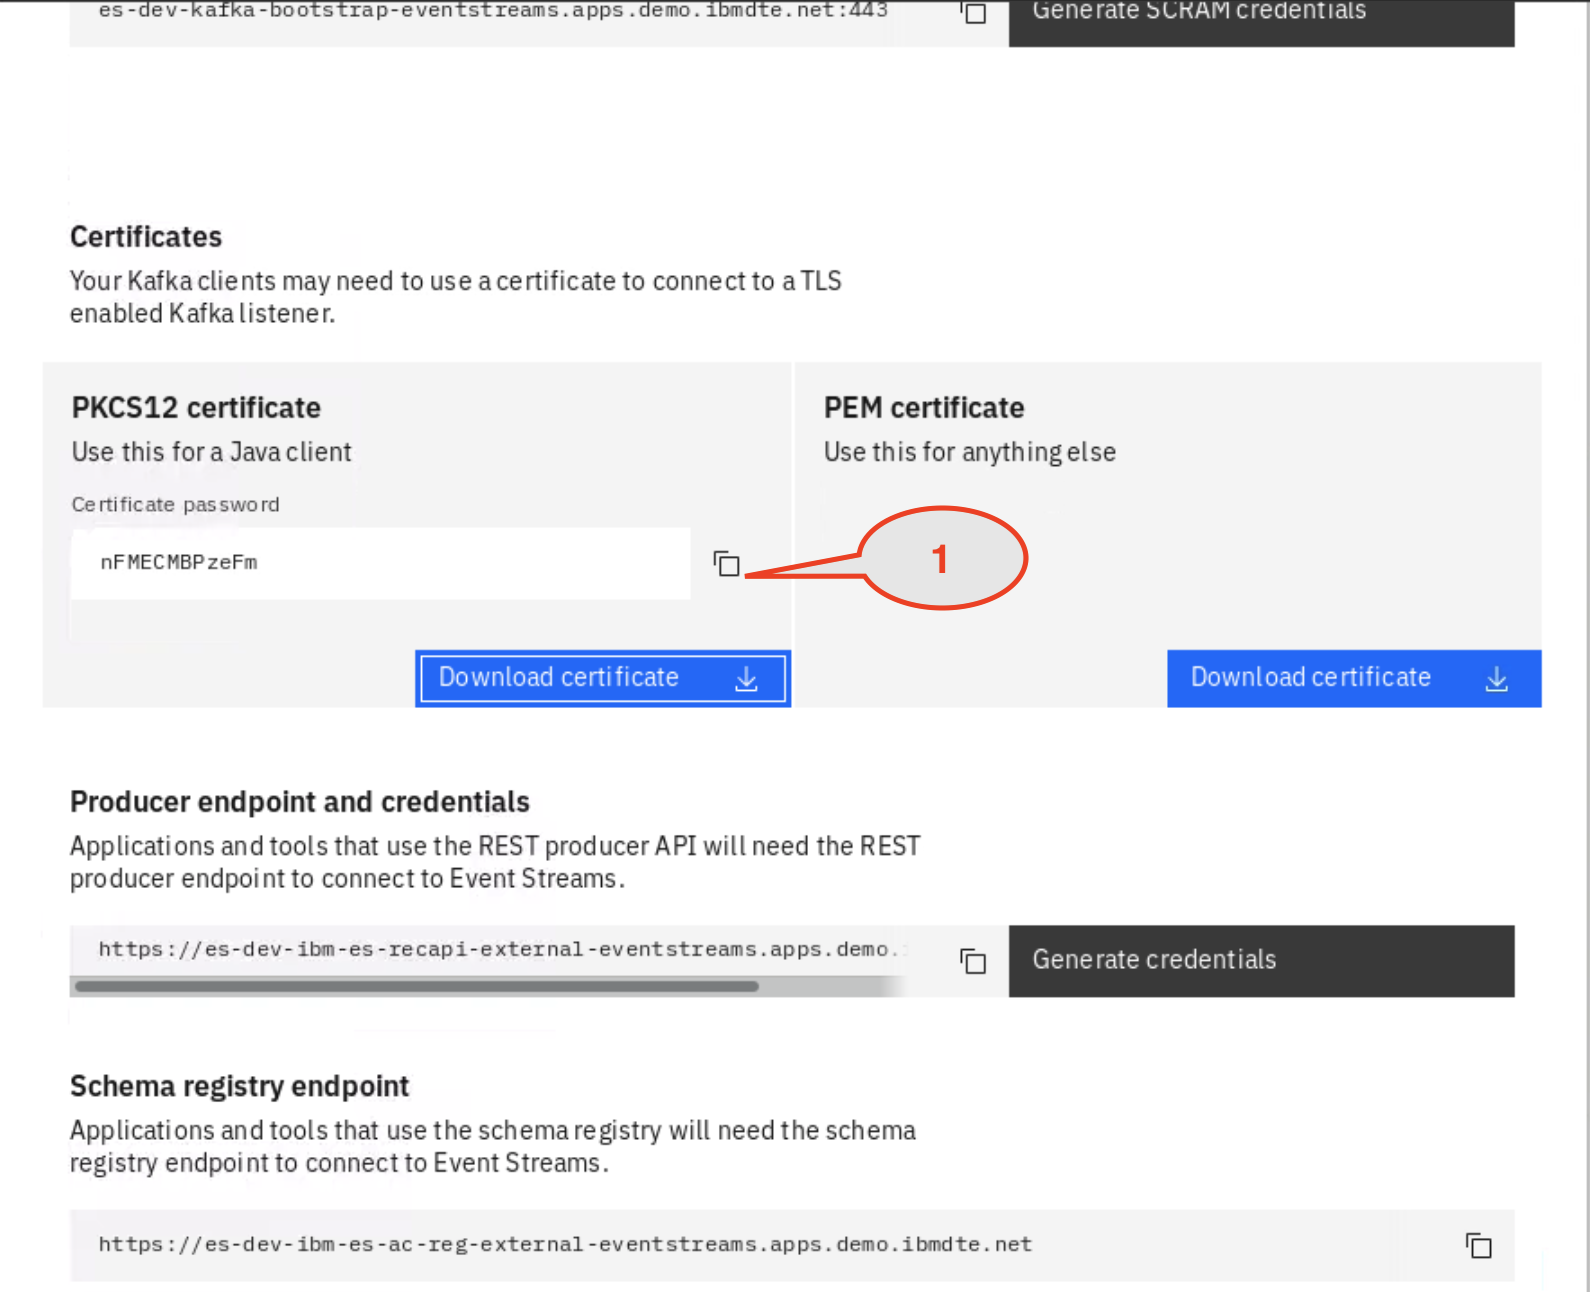 es-dev-kafka-bootstrap-eventstreams.apps.demo.ibmdte.net:443
Generate SCRAM credentials
Certificates
Your Kafka clients may need to use a certificate to connect to a TLS
enabled Kafka listener.
PKCS12 certificate
Use this for a Java client
Certificate password
nFMECMBPzeFm
Download certificate
PEM certificate
Use this for anything else
1
Download certificate
Producer endpoint and credentials
Applications and tools that use the REST producer API will need the REST
producer endpoint to connect to Event Streams.
https://es-dev-ibm-es-recapi-external-eventstreams.apps.demo.
Generate credentials
Schema registry endpoint
Applications and tools that use the schema registry will need the schema
registry endpoint to connect to Event Streams.
https://es-dev-ibm-es-ac-reg-external-eventstreams.apps.demo.ibmdte.net